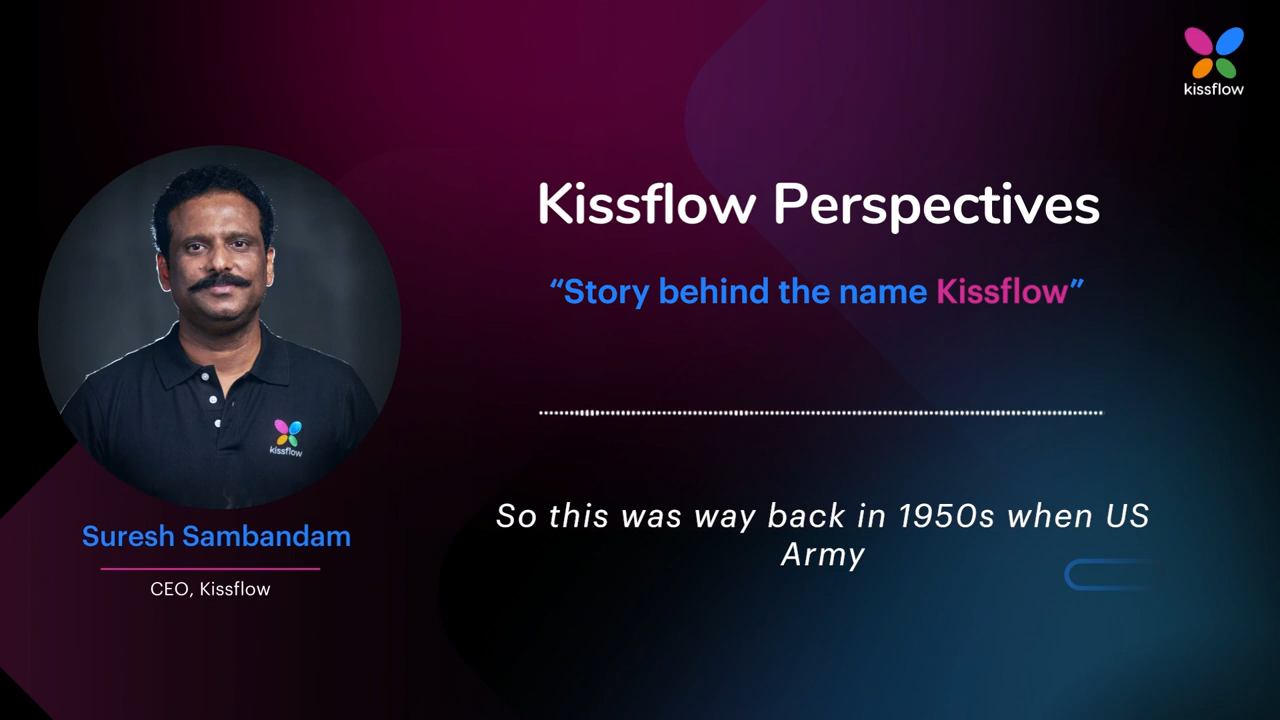 kissflow
Kissflow Perspectives
“Story behind the name Kissflow”
kissflow
Suresh Sambandam
CEO, Kissflow
So this was way back in 1950s when US
Army